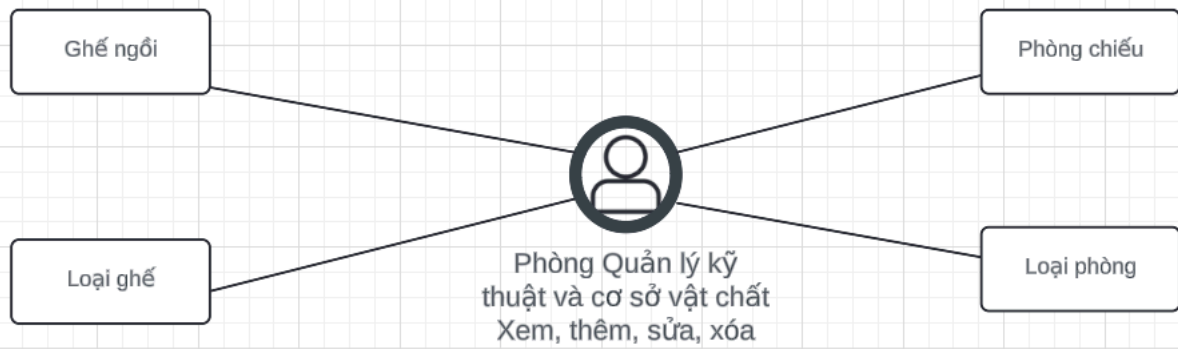 Ghế ngồi
Phòng chiếu
Phòng Quản lý kỹ
thuật và cơ sở vật chất
Xem, thêm, sửa, xóa
Loại ghế
Loại phòng